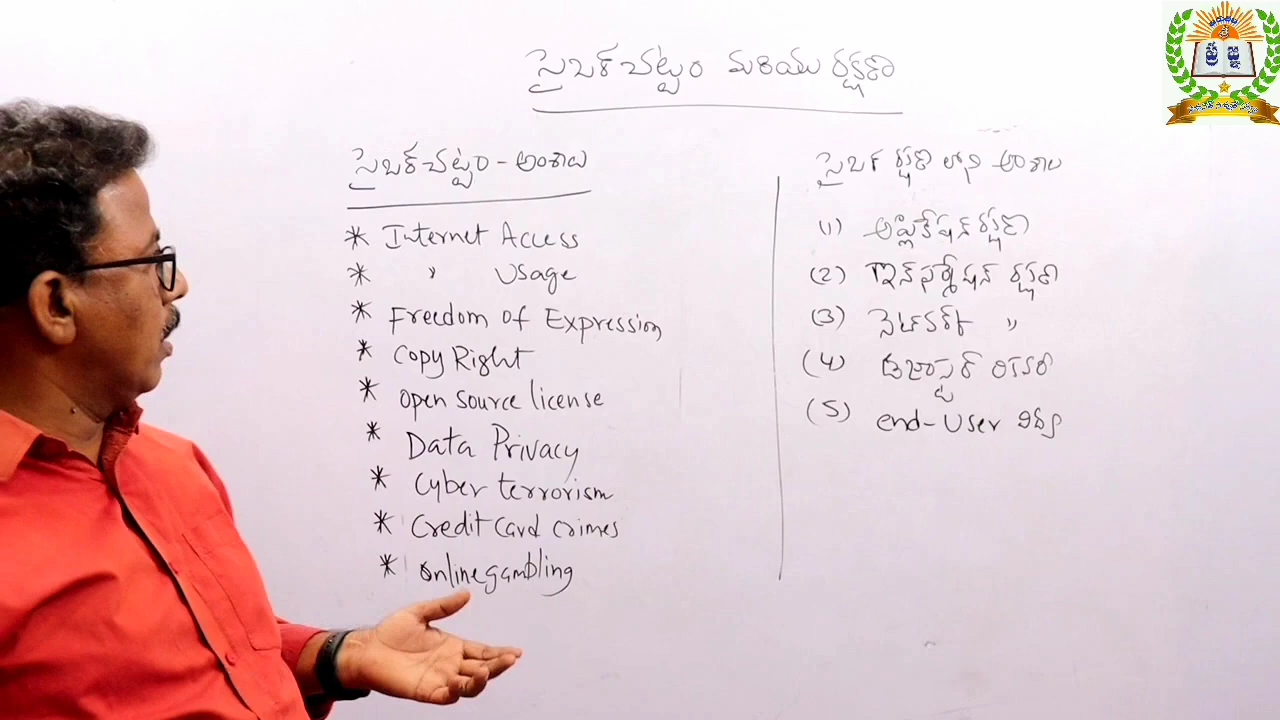 సైబర్ చట్టం మరియు రక్షణ
సైబర్ చట్టం - అంశాలు
* Internet Access
* " Usage
* Freedom of Expression
* Copy Right
* open source license
* Data Privacy
* Cyber terrorism
* Credit Card crimes
* online gambling
సైబర్ రక్షణ లోని అంశాలు
(1) అప్లికేషన్ రక్షణ
(2) ఇన్ఫర్మేషన్ రక్షణ
(3) నెట్‌వర్క్ "
(4) డిజాస్టర్ రికవరీ
(5) end-User విద్య